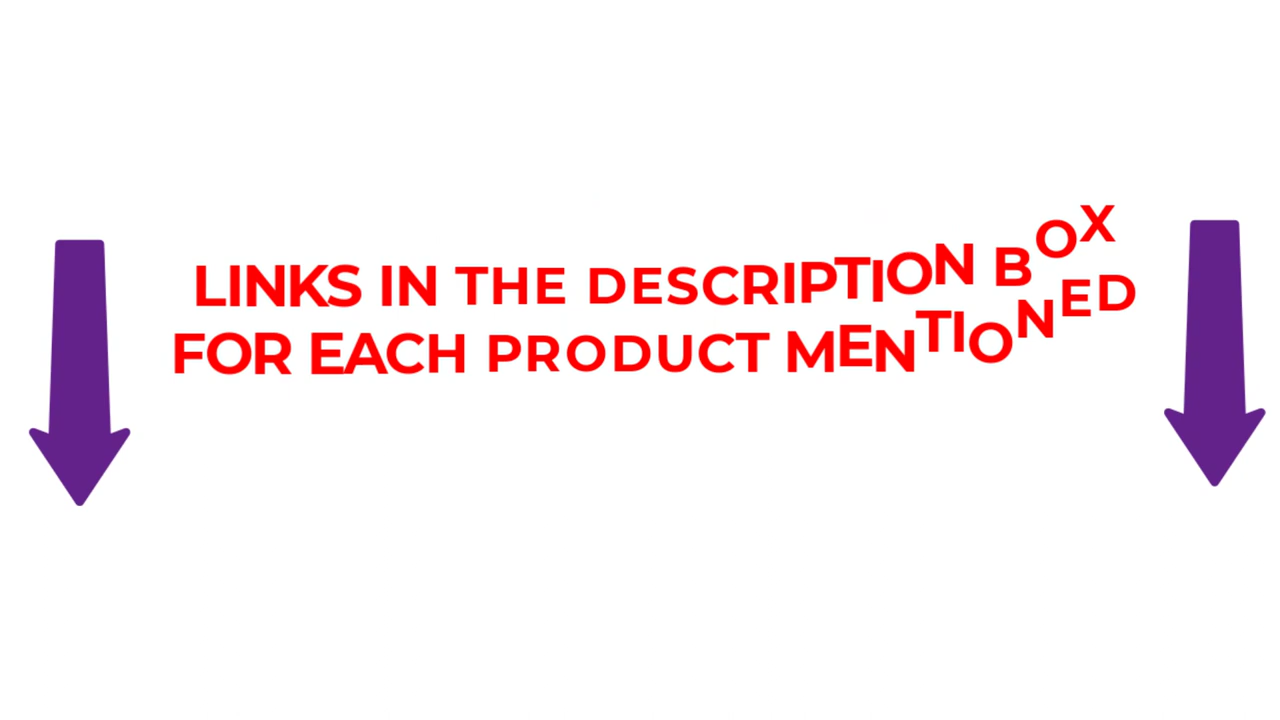 LINKS IN THE DESCRIPTION BOX
FOR EACH PRODUCT MENTIONED